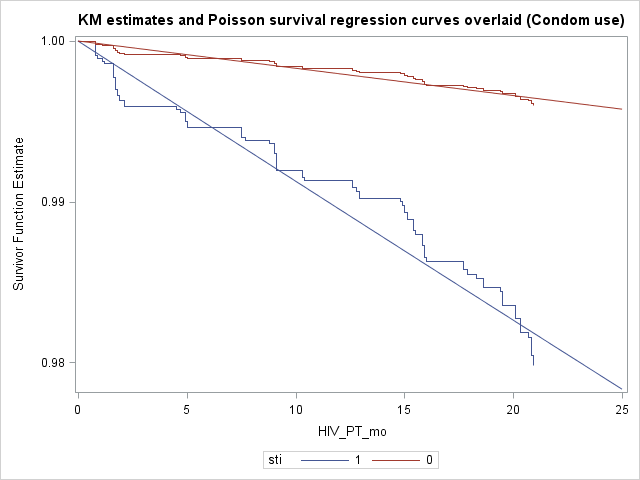 KM estimates and Poisson survival regression curves overlaid (Condom use)
Survivor Function Estimate
1.00
0.99
0.98
0 5 10 15 20 25
HIV_PT_mo
sti 1 0